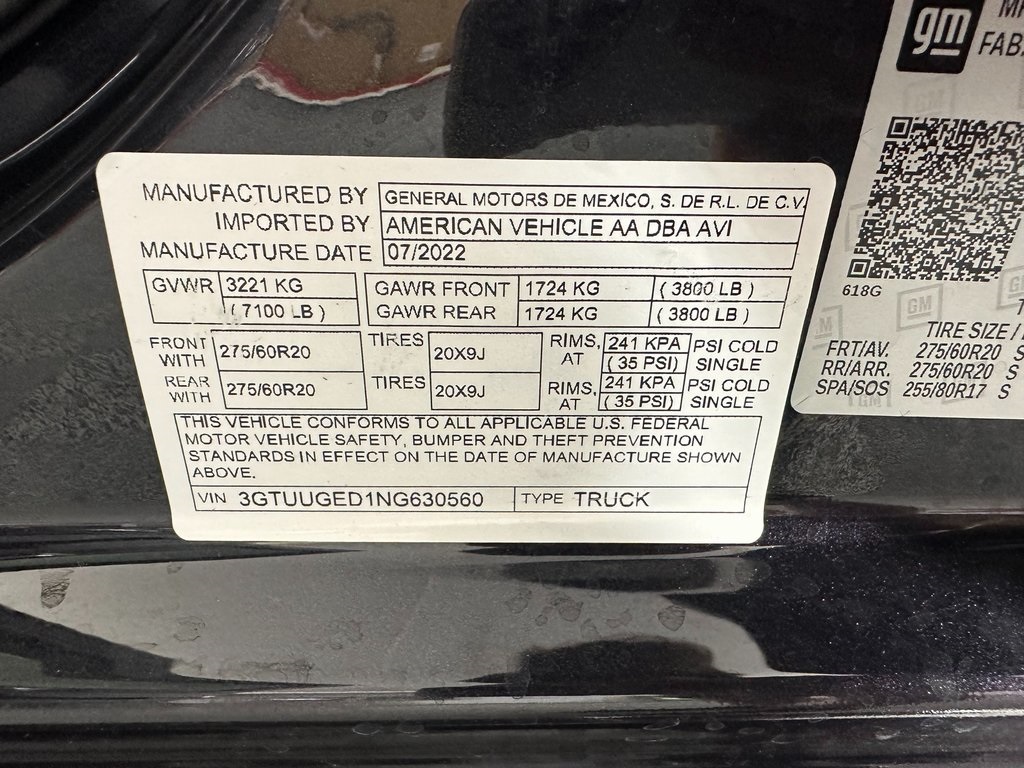 MANUFACTURED BY GENERAL MOTORS DE MEXICO, S. DE R.L. DE C.V.
IMPORTED BY AMERICAN VEHICLE AA DBA AVI
MANUFACTURE DATE 07/2022
GVWR 3221 KG GAWR FRONT 1724 KG ( 3800 LB )
( 7100 LB ) GAWR REAR 1724 KG ( 3800 LB )
FRONT WITH 275/60R20 TIRES 20X9J RIMS, AT 241 KPA ( 35 PSI) PSI COLD SINGLE
REAR WITH 275/60R20 TIRES 20X9J RIMS, AT 241 KPA ( 35 PSI) PSI COLD SINGLE
THIS VEHICLE CONFORMS TO ALL APPLICABLE U.S. FEDERAL
MOTOR VEHICLE SAFETY, BUMPER AND THEFT PREVENTION
STANDARDS IN EFFECT ON THE DATE OF MANUFACTURE SHOWN
ABOVE.
VIN 3GTUUGED1NG630560 TYPE TRUCK
gm
618G
GM
GM
TIRE SIZE /
FRT/AV. 275/60R20 S
RR/ARR. 275/60R20 S
SPA/SOS 255/80R17 S